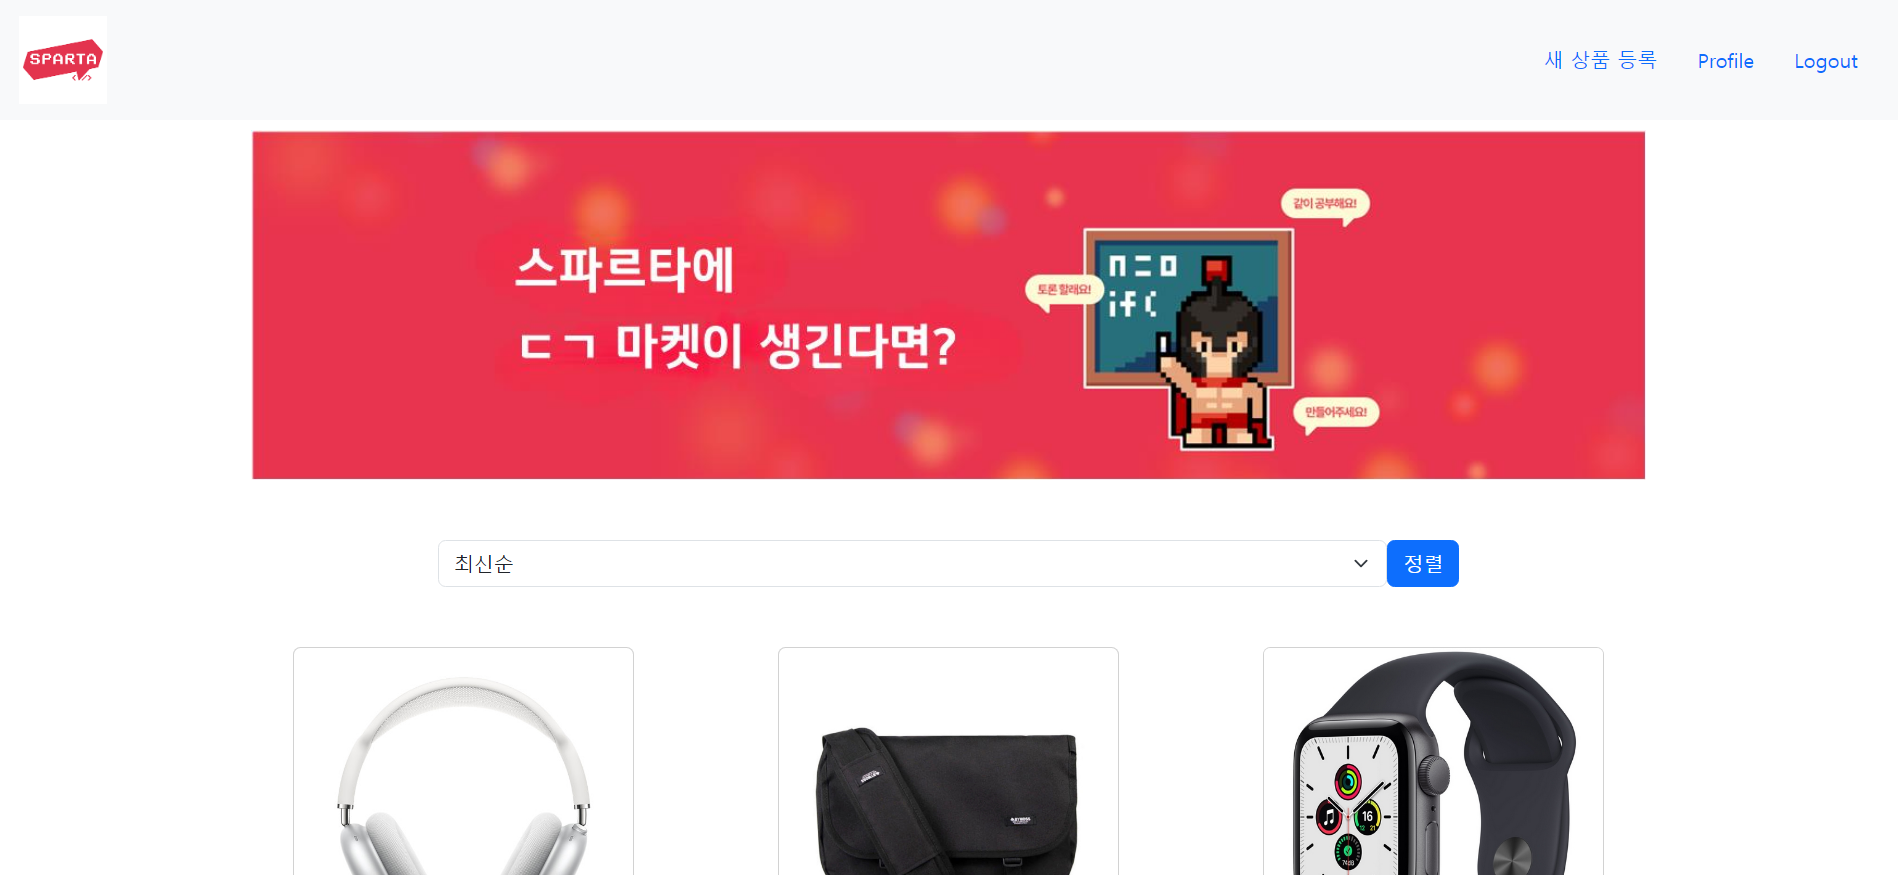 SPARTA
</>
새 상품 등록
Profile
Logout
스파르타에
ㄷㄱ 마켓이 생긴다면?
같이 공부해요!
토론 할래요!
if(
만들어주세요!
최신순
정렬
16